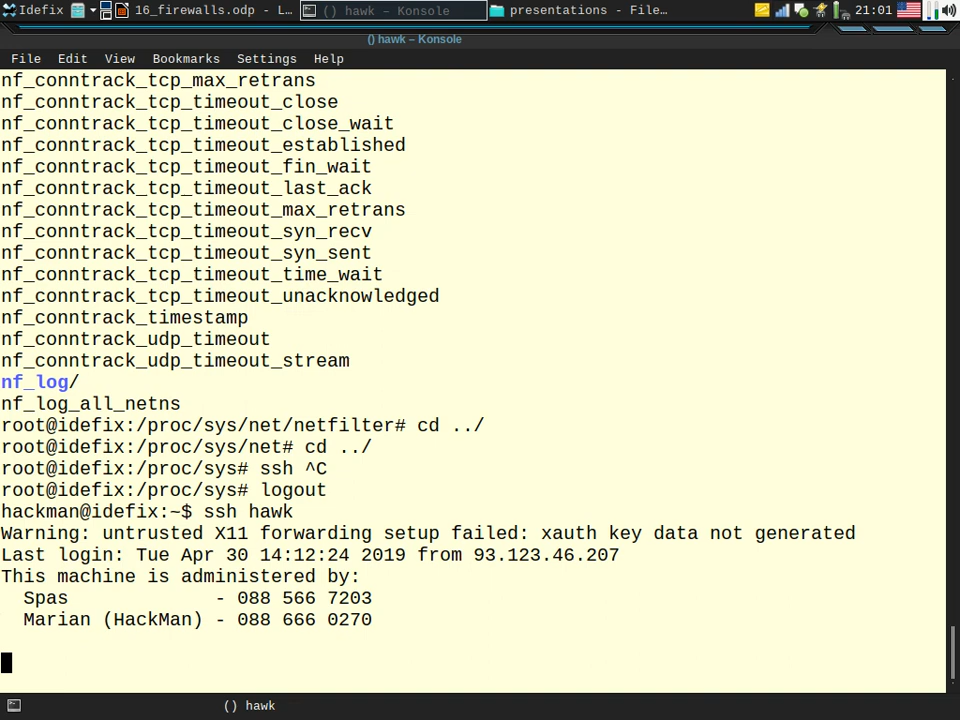 Idefix 16_firewalls.odp - L... () hawk – Konsole presentations - File... 21:01
() hawk – Konsole
File Edit View Bookmarks Settings Help
nf_conntrack_tcp_max_retrans
nf_conntrack_tcp_timeout_close
nf_conntrack_tcp_timeout_close_wait
nf_conntrack_tcp_timeout_established
nf_conntrack_tcp_timeout_fin_wait
nf_conntrack_tcp_timeout_last_ack
nf_conntrack_tcp_timeout_max_retrans
nf_conntrack_tcp_timeout_syn_recv
nf_conntrack_tcp_timeout_syn_sent
nf_conntrack_tcp_timeout_time_wait
nf_conntrack_tcp_timeout_unacknowledged
nf_conntrack_timestamp
nf_conntrack_udp_timeout
nf_conntrack_udp_timeout_stream
nf_log/
nf_log_all_netns
root@idefix:/proc/sys/net/netfilter# cd ../
root@idefix:/proc/sys/net# cd ../
root@idefix:/proc/sys# ssh ^C
root@idefix:/proc/sys# logout
hackman@idefix:~$ ssh hawk
Warning: untrusted X11 forwarding setup failed: xauth key data not generated
Last login: Tue Apr 30 14:12:24 2019 from 93.123.46.207
This machine is administered by:
Spas - 088 566 7203
Marian (HackMan) - 088 666 0270
() hawk